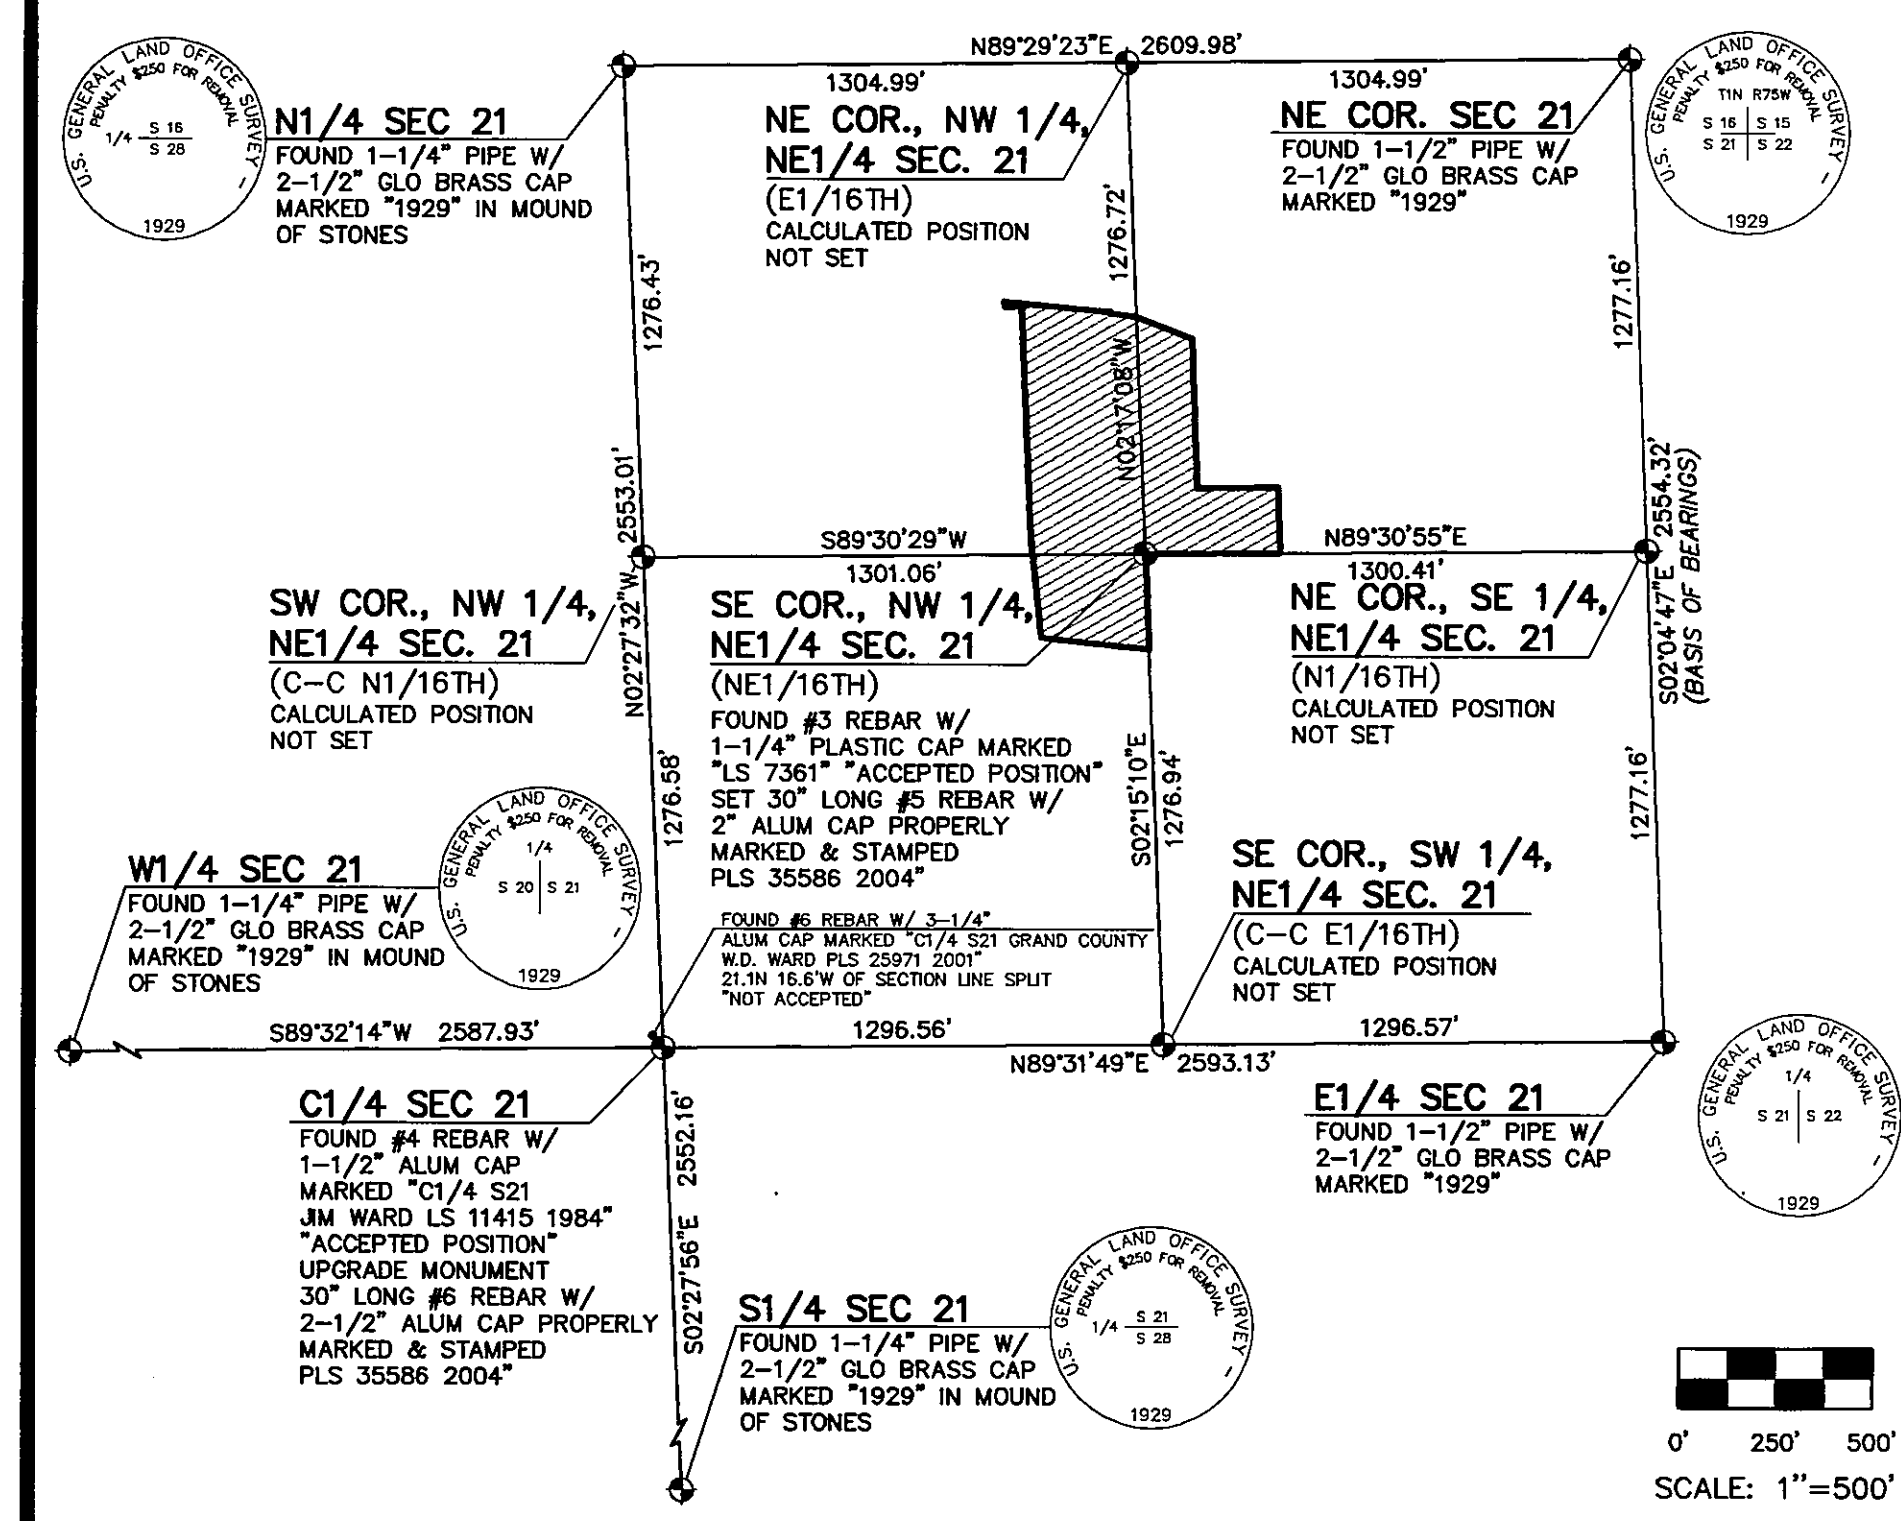 N89°29'23"E 2609.98'
1304.99'
1304.99'
U.S. GENERAL LAND OFFICE SURVEY –
PENALTY $250 FOR REMOVAL
1/4 S 16
S 28
1929
N1/4 SEC 21
FOUND 1-1/4" PIPE W/
2-1/2" GLO BRASS CAP
MARKED "1929" IN MOUND
OF STONES
NE COR., NW 1/4,
NE1/4 SEC. 21
(E1/16TH)
CALCULATED POSITION
NOT SET
NE COR. SEC 21
FOUND 1-1/2" PIPE W/
2-1/2" GLO BRASS CAP
MARKED "1929"
U.S. GENERAL LAND OFFICE SURVEY –
PENALTY $250 FOR REMOVAL
T1N R75W
S 16 S 15
S 21 S 22
1929
1276.43'
1276.72'
1277.16'
N02°17'08"W
2553.01'
N02°27'32"W
S89°30'29"W
1301.06'
N89°30'55"E
1300.41'
S02°04'47"E 2554.32'
(BASIS OF BEARINGS)
SW COR., NW 1/4,
NE1/4 SEC. 21
(C-C N1/16TH)
CALCULATED POSITION
NOT SET
SE COR., NW 1/4,
NE1/4 SEC. 21
(NE1/16TH)
FOUND #3 REBAR W/
1-1/4" PLASTIC CAP MARKED
"LS 7361" "ACCEPTED POSITION"
SET 30" LONG #5 REBAR W/
2" ALUM CAP PROPERLY
MARKED & STAMPED
PLS 35586 2004"
NE COR., SE 1/4,
NE1/4 SEC. 21
(N1/16TH)
CALCULATED POSITION
NOT SET
1276.58'
S02°15'10"E
1276.94'
1277.16'
W1/4 SEC 21
FOUND 1-1/4" PIPE W/
2-1/2" GLO BRASS CAP
MARKED "1929" IN MOUND
OF STONES
U.S. GENERAL LAND OFFICE SURVEY –
PENALTY $250 FOR REMOVAL
1/4
S 20 S 21
1929
FOUND #6 REBAR W/ 3-1/4"
ALUM CAP MARKED "C1/4 S21 GRAND COUNTY
W.D. WARD PLS 25971 2001"
21.1N 16.6'W OF SECTION LINE SPLIT
"NOT ACCEPTED"
SE COR., SW 1/4,
NE1/4 SEC. 21
(C-C E1/16TH)
CALCULATED POSITION
NOT SET
S89°32'14"W 2587.93'
1296.56'
1296.57'
N89°31'49"E 2593.13'
C1/4 SEC 21
FOUND #4 REBAR W/
1-1/2" ALUM CAP
MARKED "C1/4 S21
JIM WARD LS 11415 1984"
"ACCEPTED POSITION"
UPGRADE MONUMENT
30" LONG #6 REBAR W/
2-1/2" ALUM CAP PROPERLY
MARKED & STAMPED
PLS 35586 2004"
S02°27'56"E 2552.16'
E1/4 SEC 21
FOUND 1-1/2" PIPE W/
2-1/2" GLO BRASS CAP
MARKED "1929"
U.S. GENERAL LAND OFFICE SURVEY –
PENALTY $250 FOR REMOVAL
1/4
S 21 S 22
1929
S1/4 SEC 21
FOUND 1-1/4" PIPE W/
2-1/2" GLO BRASS CAP
MARKED "1929" IN MOUND
OF STONES
U.S. GENERAL LAND OFFICE SURVEY –
PENALTY $250 FOR REMOVAL
1/4 S 21
S 28
1929
0' 250' 500'
SCALE: 1"=500'